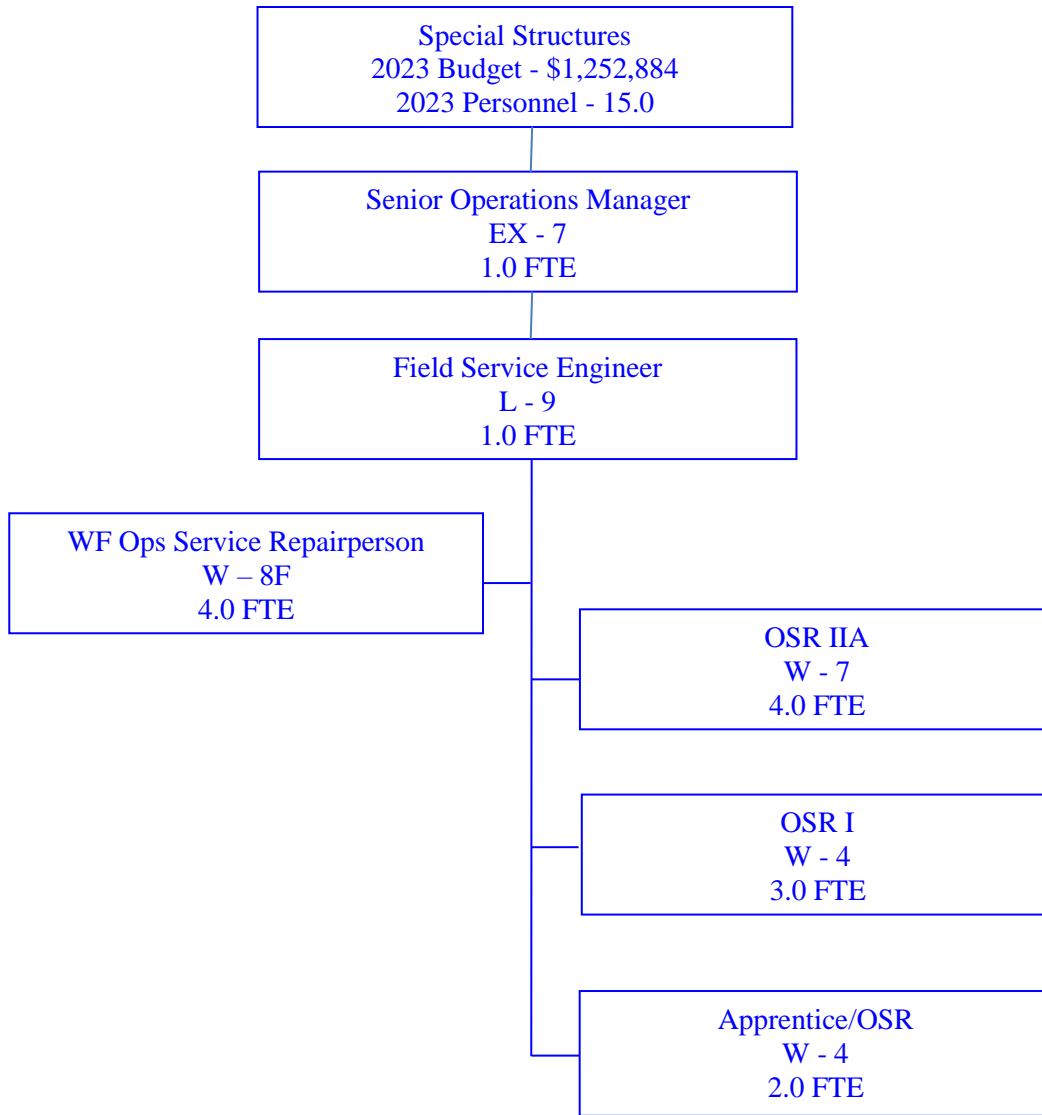 Special Structures
2023 Budget - $1,252,884
2023 Personnel - 15.0
Senior Operations Manager
EX - 7
1.0 FTE
Field Service Engineer
L - 9
1.0 FTE
WF Ops Service Repairperson
W – 8F
4.0 FTE
OSR IIA
W - 7
4.0 FTE
OSR I
W - 4
3.0 FTE
Apprentice/OSR
W - 4
2.0 FTE